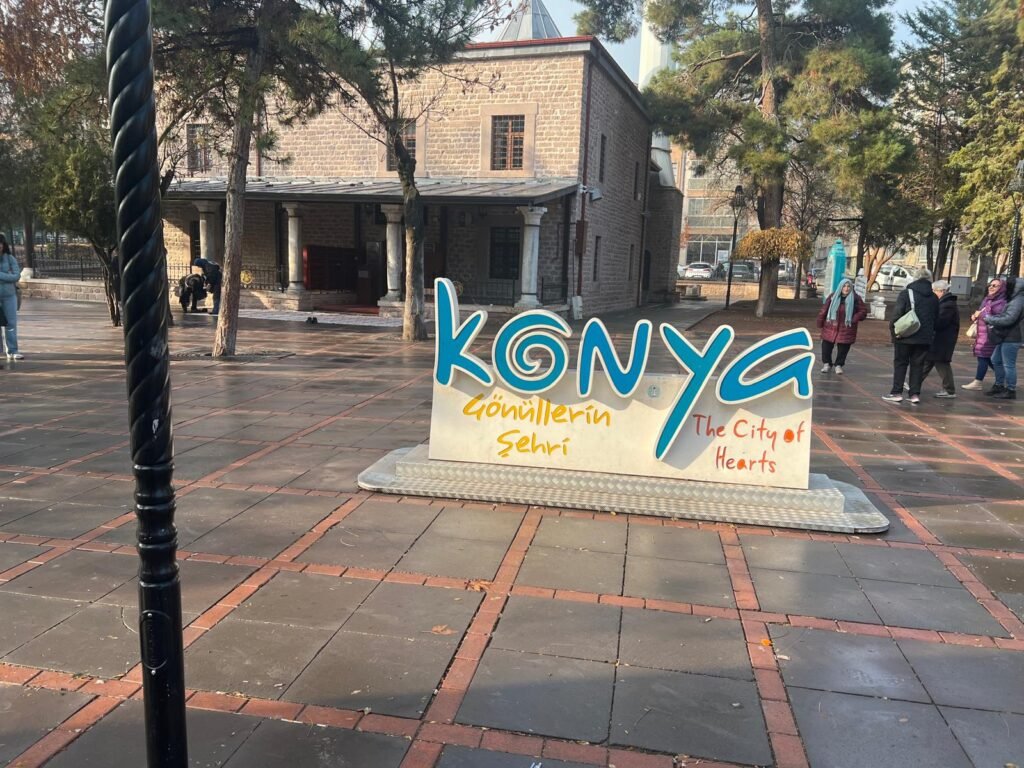 Konya
Gönüllerin
Şehri
The City of
Hearts